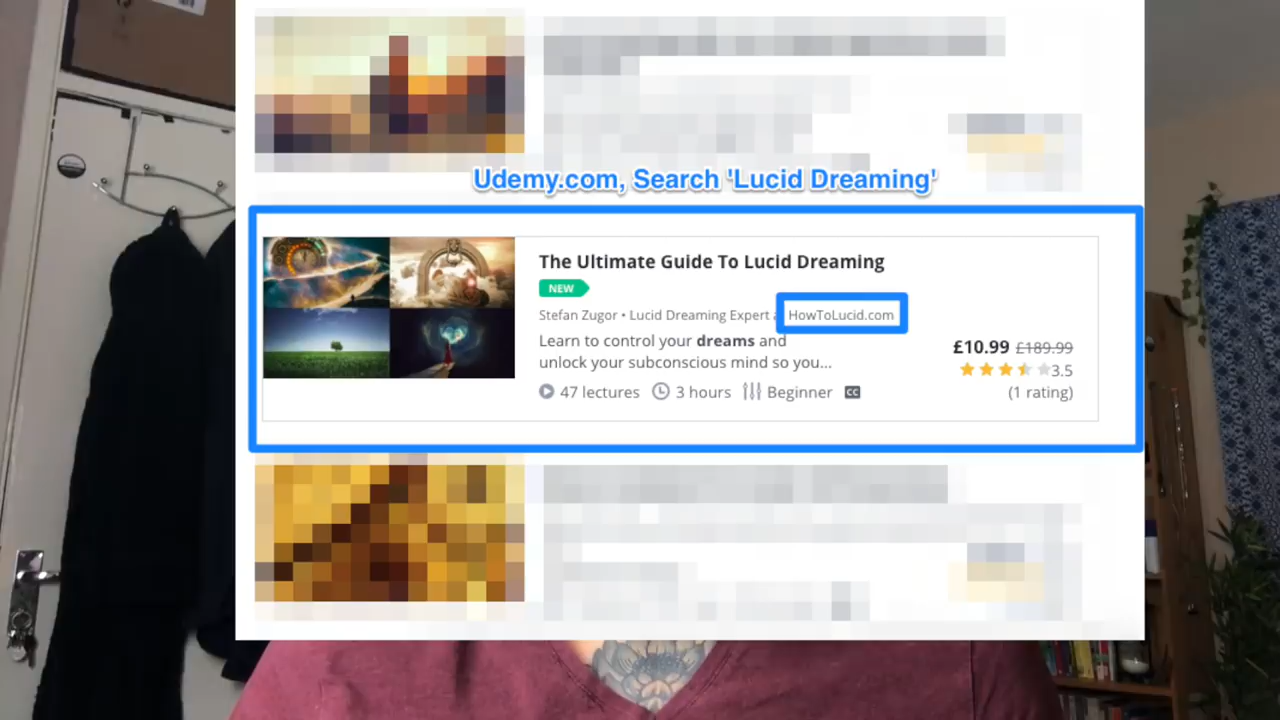 Udemy.com, Search 'Lucid Dreaming'
The Ultimate Guide To Lucid Dreaming
NEW
Stefan Zugor • Lucid Dreaming Expert HowToLucid.com
Learn to control your dreams and
unlock your subconscious mind so you...
£10.99 £189.99
3.5
47 lectures 3 hours Beginner CC
(1 rating)